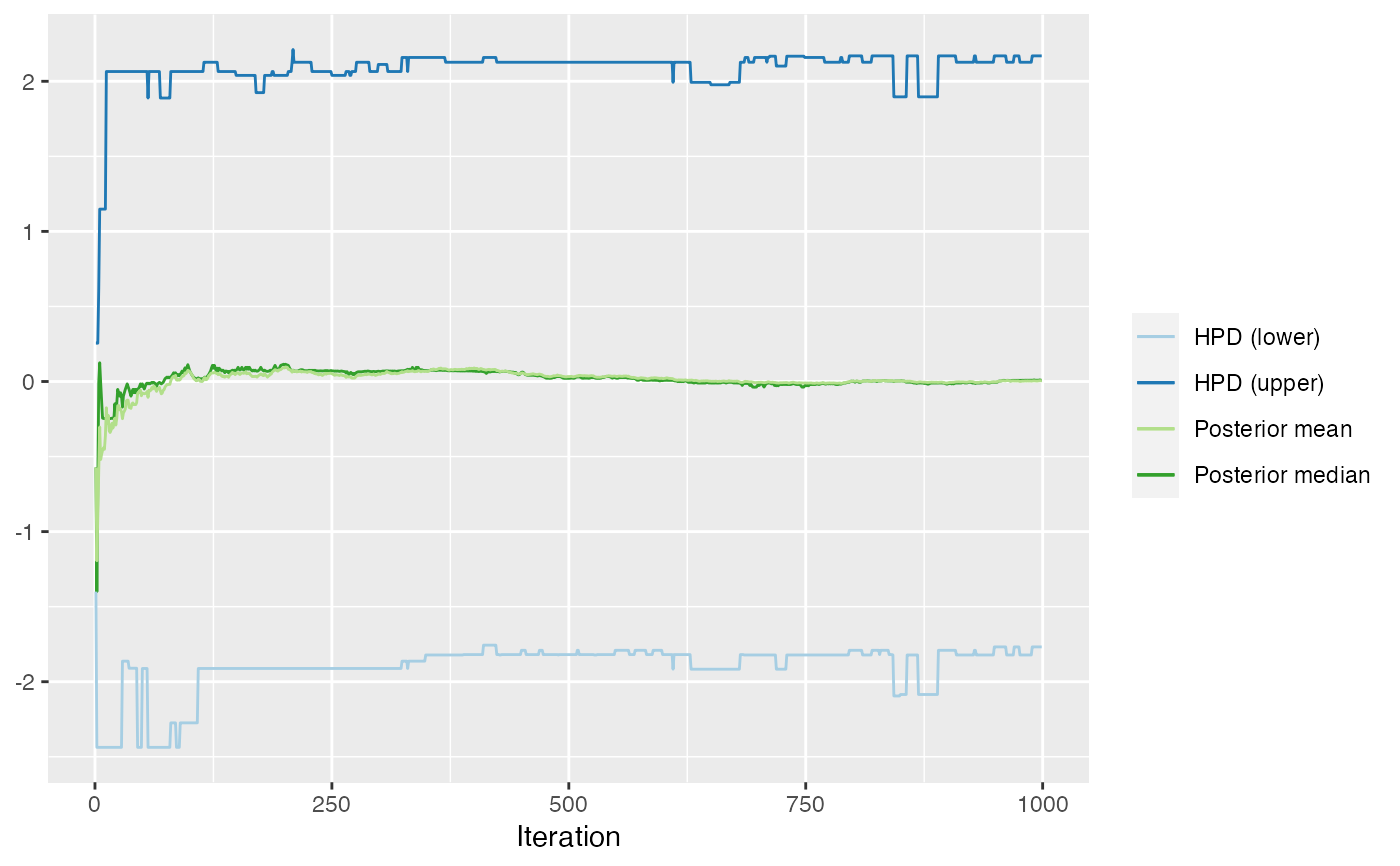 2
1
0
-1
-2
0
250
500
750
1000
Iteration
HPD (lower)
HPD (upper)
Posterior mean
Posterior median